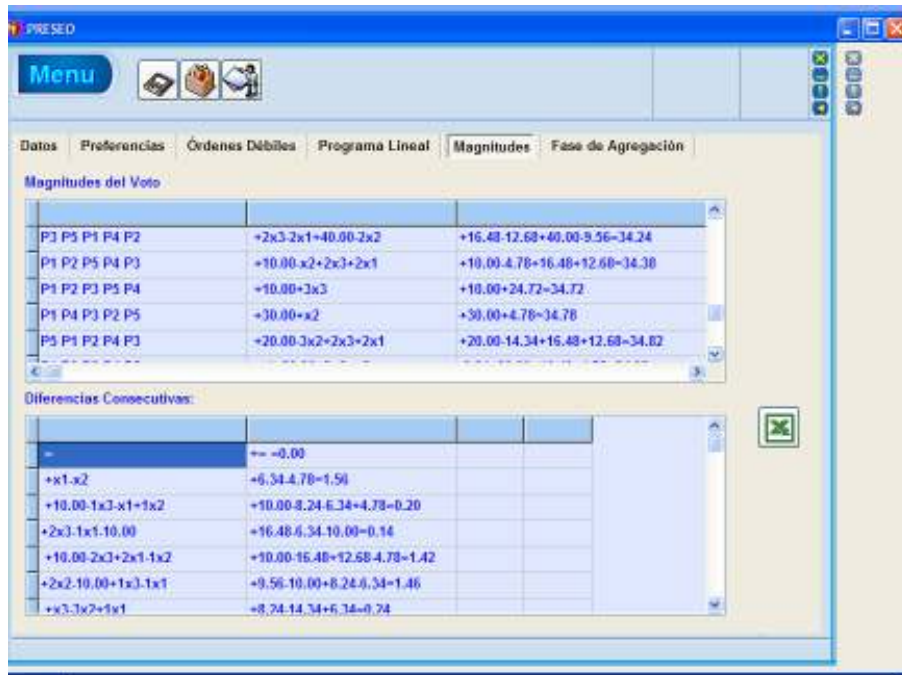 PRESEO
Menu
Datos Preferencias Órdenes Débiles Programa Lineal Magnitudes Fase de Agregación
Magnitudes del Voto
P3 P5 P1 P4 P2 +2x3-2x1+40.00-2x2 +16.48-12.68+40.00-9.56=34.24
P1 P2 P5 P4 P3 +10.00-x2+2x3+2x1 +10.00-4.78+16.48+12.68=34.38
P1 P2 P3 P5 P4 +10.00+3x3 +10.00+24.72=34.72
P1 P4 P3 P2 P5 +30.00+x2 +30.00+4.78=34.78
P5 P1 P2 P4 P3 +20.00-3x2+2x3+2x1 +20.00-14.34+16.48+12.68=34.82
Diferencias Consecutivas:
= += =0.00
+x1-x2 +6.34-4.78=1.56
+10.00-1x3-x1+1x2 +10.00-8.24-6.34+4.78=0.20
+2x3-1x1-10.00 +16.48-6.34-10.00=0.14
+10.00-2x3+2x1-1x2 +10.00-16.48+12.68-4.78=1.42
+2x2-10.00+1x3-1x1 +9.56-10.00+8.24-6.34=1.46
+x3-3x2+1x1 +8.24-14.34+6.34=0.24